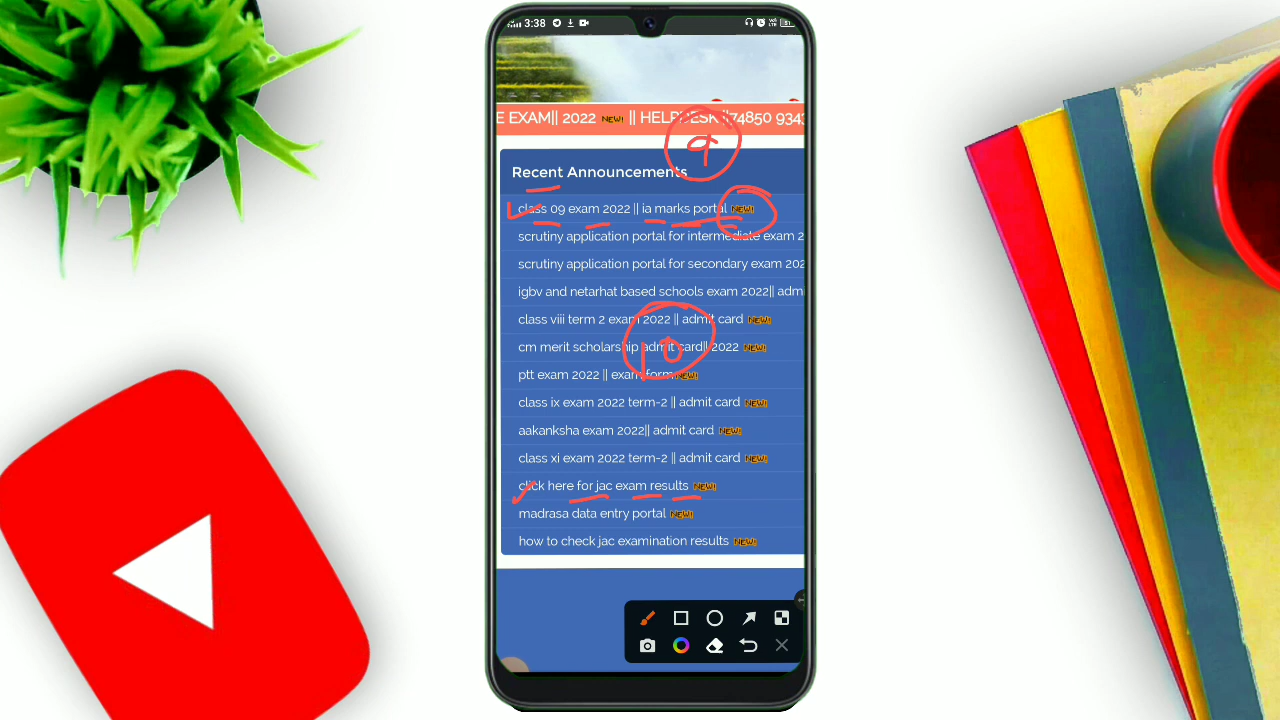 3:38
E EXAM|| 2022 NEW! || HELPDESK ||74850 9343
9
Recent Announcements
class 09 exam 2022 || ia marks portal NEW!
scrutiny application portal for intermediate exam 2
scrutiny application portal for secondary exam 202
igbv and netarhat based schools exam 2022|| adm
class viii term 2 exam 2022 || admit card NEW!
cm merit scholarship admit card|| 2022 NEW!
10
ptt exam 2022 || exam form NEW!
class ix exam 2022 term-2 || admit card NEW!
aakanksha exam 2022|| admit card NEW!
class xi exam 2022 term-2 || admit card NEW!
click here for jac exam results NEW!
madrasa data entry portal NEW!
how to check jac examination results NEW!